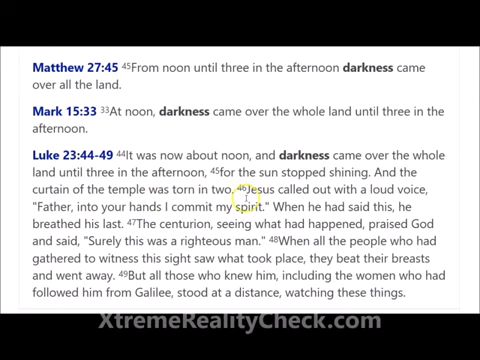 Matthew 27:45 45From noon until three in the afternoon darkness came
over all the land.
Mark 15:33 33At noon, darkness came over the whole land until three in the
afternoon.
Luke 23:44-49 44It was now about noon, and darkness came over the whole
land until three in the afternoon, 45for the sun stopped shining. And the
curtain of the temple was torn in two. 46Jesus called out with a loud voice,
"Father, into your hands I commit my spirit." When he had said this, he
breathed his last. 47The centurion, seeing what had happened, praised God
and said, "Surely this was a righteous man." 48When all the people who had
gathered to witness this sight saw what took place, they beat their breasts
and went away. 49But all those who knew him, including the women who had
followed him from Galilee, stood at a distance, watching these things.
XtremeRealityCheck.com